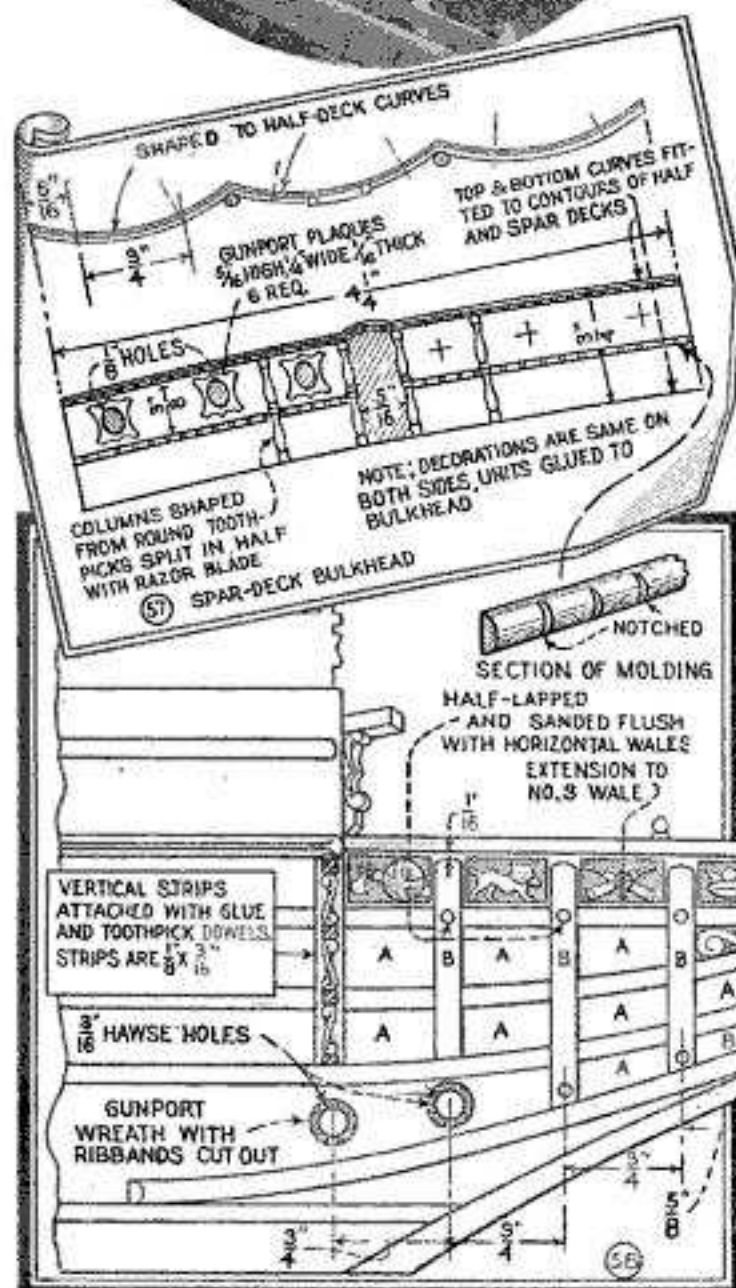 SHAPED TO HALF-DECK CURVES
5"
16
3"
4
GUNPORT PLAQUES
5/16 HIGH, 1/4" WIDE 1/16 THICK
6 REQ.
4 1/4"
TOP & BOTTOM CURVES FIT-
TED TO CONTOURS OF HALF
AND SPAR DECKS
1/8" HOLES
3/8
5"
16
COLUMNS SHAPED
FROM ROUND TOOTH-
PICKS SPLIT IN HALF
WITH RAZOR BLADE
NOTE; DECORATIONS ARE SAME ON
BOTH SIDES, UNITS GLUED TO
BULKHEAD
57 SPAR-DECK BULKHEAD
NOTCHED
SECTION OF MOLDING
HALF-LAPPED
AND SANDED FLUSH
WITH HORIZONTAL WALES
EXTENSION TO
NO. 3 WALE
1"
16
VERTICAL STRIPS
ATTACHED WITH GLUE
AND TOOTHPICK DOWELS.
STRIPS ARE 1/8" X 3/16"
A B A B A B
A A A A
A B
3/16" HAWSE HOLES
GUNPORT
WREATH WITH
RIBBANDS CUT OUT
3/4"
3/4"
3/4"
5/8"